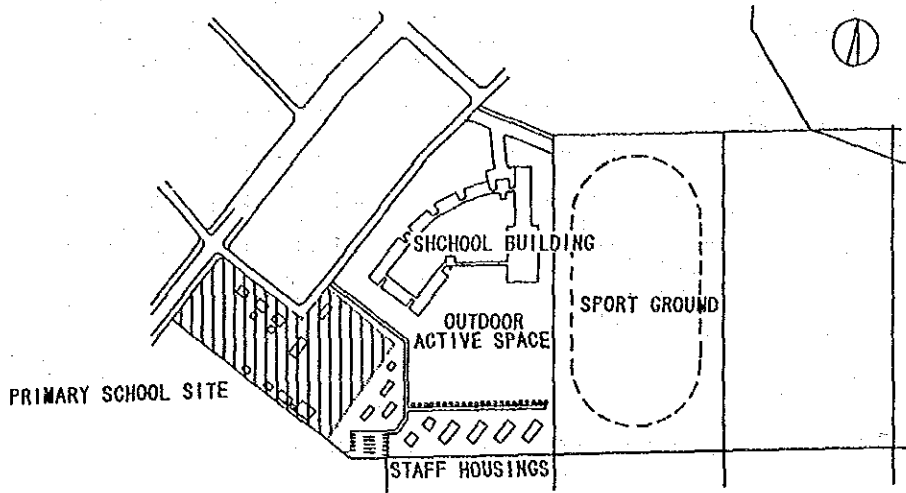 SHCHOOL BUILDING
SPORT GROUND
OUTDOOR
ACTIVE SPACE
PRIMARY SCHOOL SITE
STAFF HOUSINGS